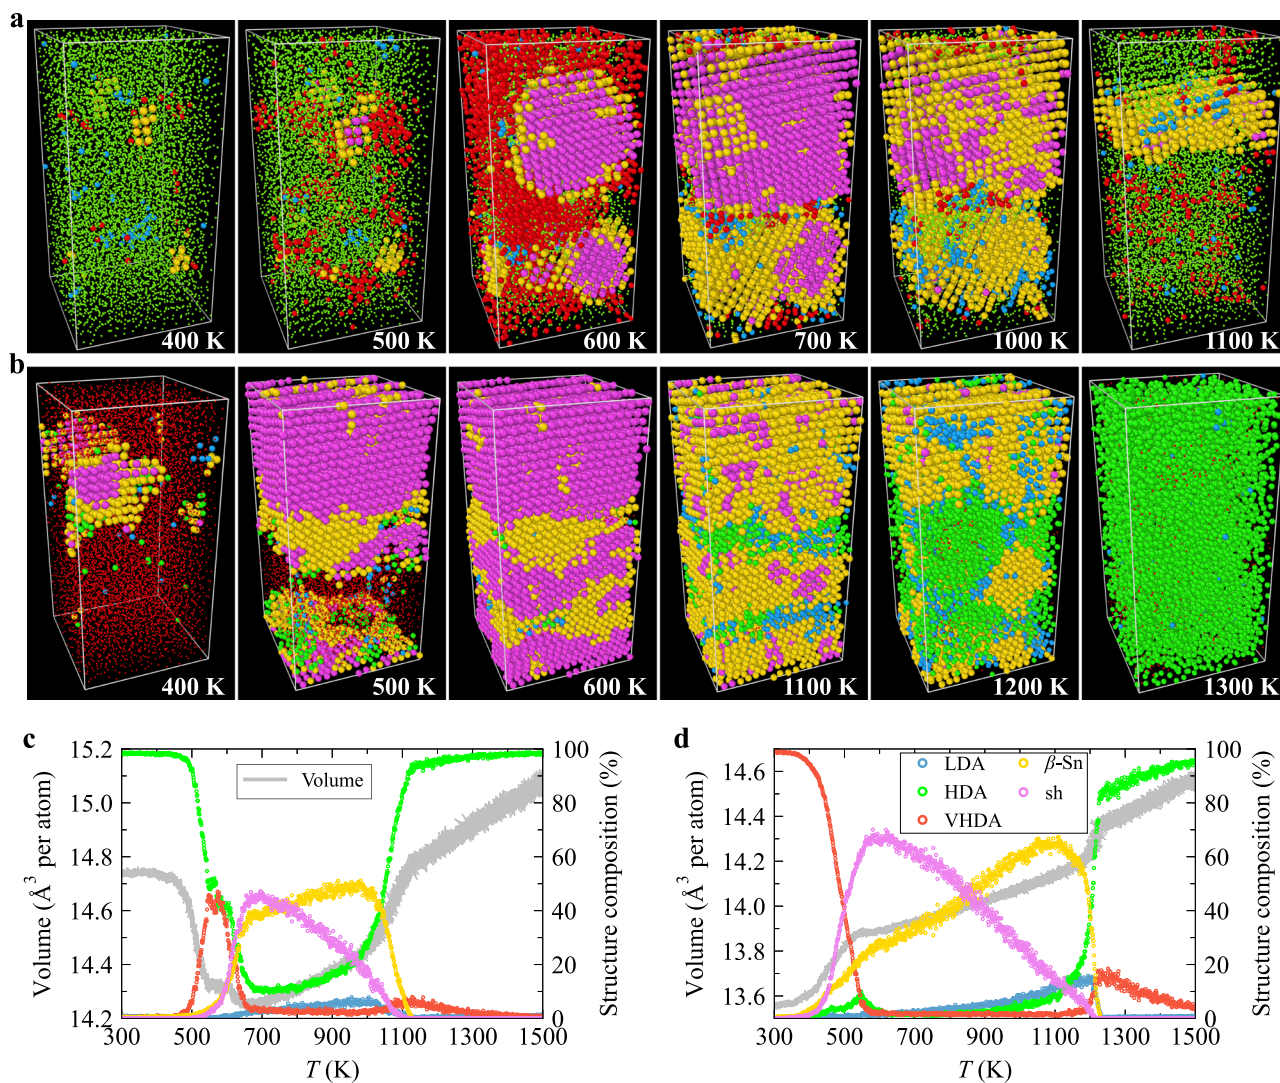 a
400 K 500 K 600 K 700 K 1000 K 1100 K
b
400 K 500 K 600 K 1100 K 1200 K 1300 K
c
Volume (Å³ per atom)
15.2
15.0
14.8
14.6
14.4
14.2
Volume
100
80
60
40
20
0
Structure composition (%)
300 500 700 900 1100 1300 1500
T (K)
d
Volume (Å³ per atom)
14.6
14.4
14.2
14.0
13.8
13.6
LDA
HDA
VHDA
β-Sn
sh
100
80
60
40
20
0
Structure composition (%)
300 500 700 900 1100 1300 1500
T (K)